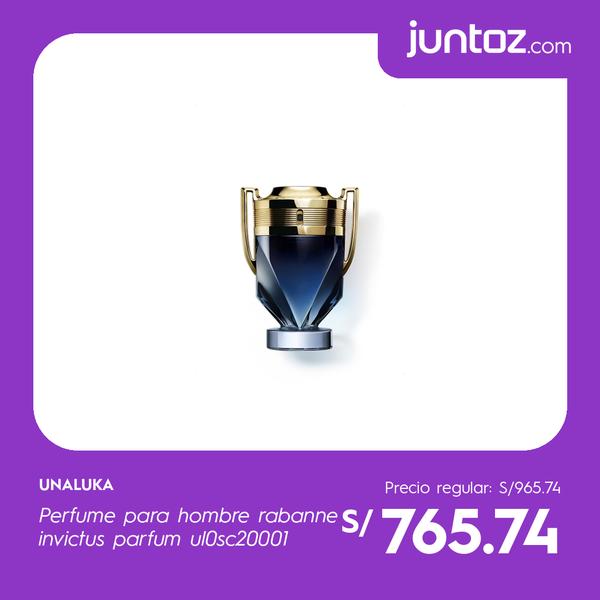 juntoz.com
UNALUKA
Perfume para hombre rabanne
invictus parfum ul0sc20001
Precio regular: S/965.74
S/ 765.74